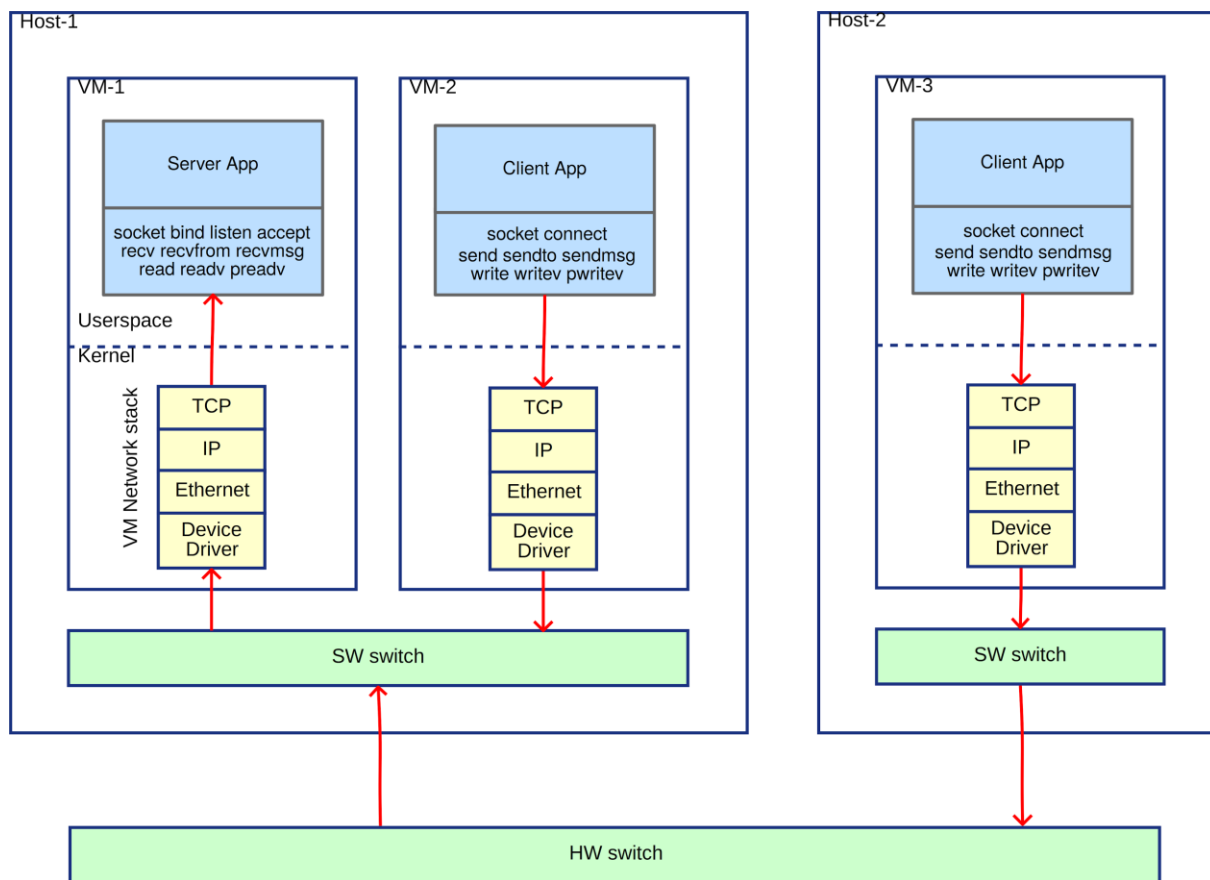 Host-1
VM-1
Server App
socket bind listen accept
recv recvfrom recvmsg
read readv preadv
Userspace
Kernel
VM Network stack
TCP
IP
Ethernet
Device
Driver
VM-2
Client App
socket connect
send sendto sendmsg
write writev pwritev
TCP
IP
Ethernet
Device
Driver
SW switch
Host-2
VM-3
Client App
socket connect
send sendto sendmsg
write writev pwritev
TCP
IP
Ethernet
Device
Driver
SW switch
HW switch